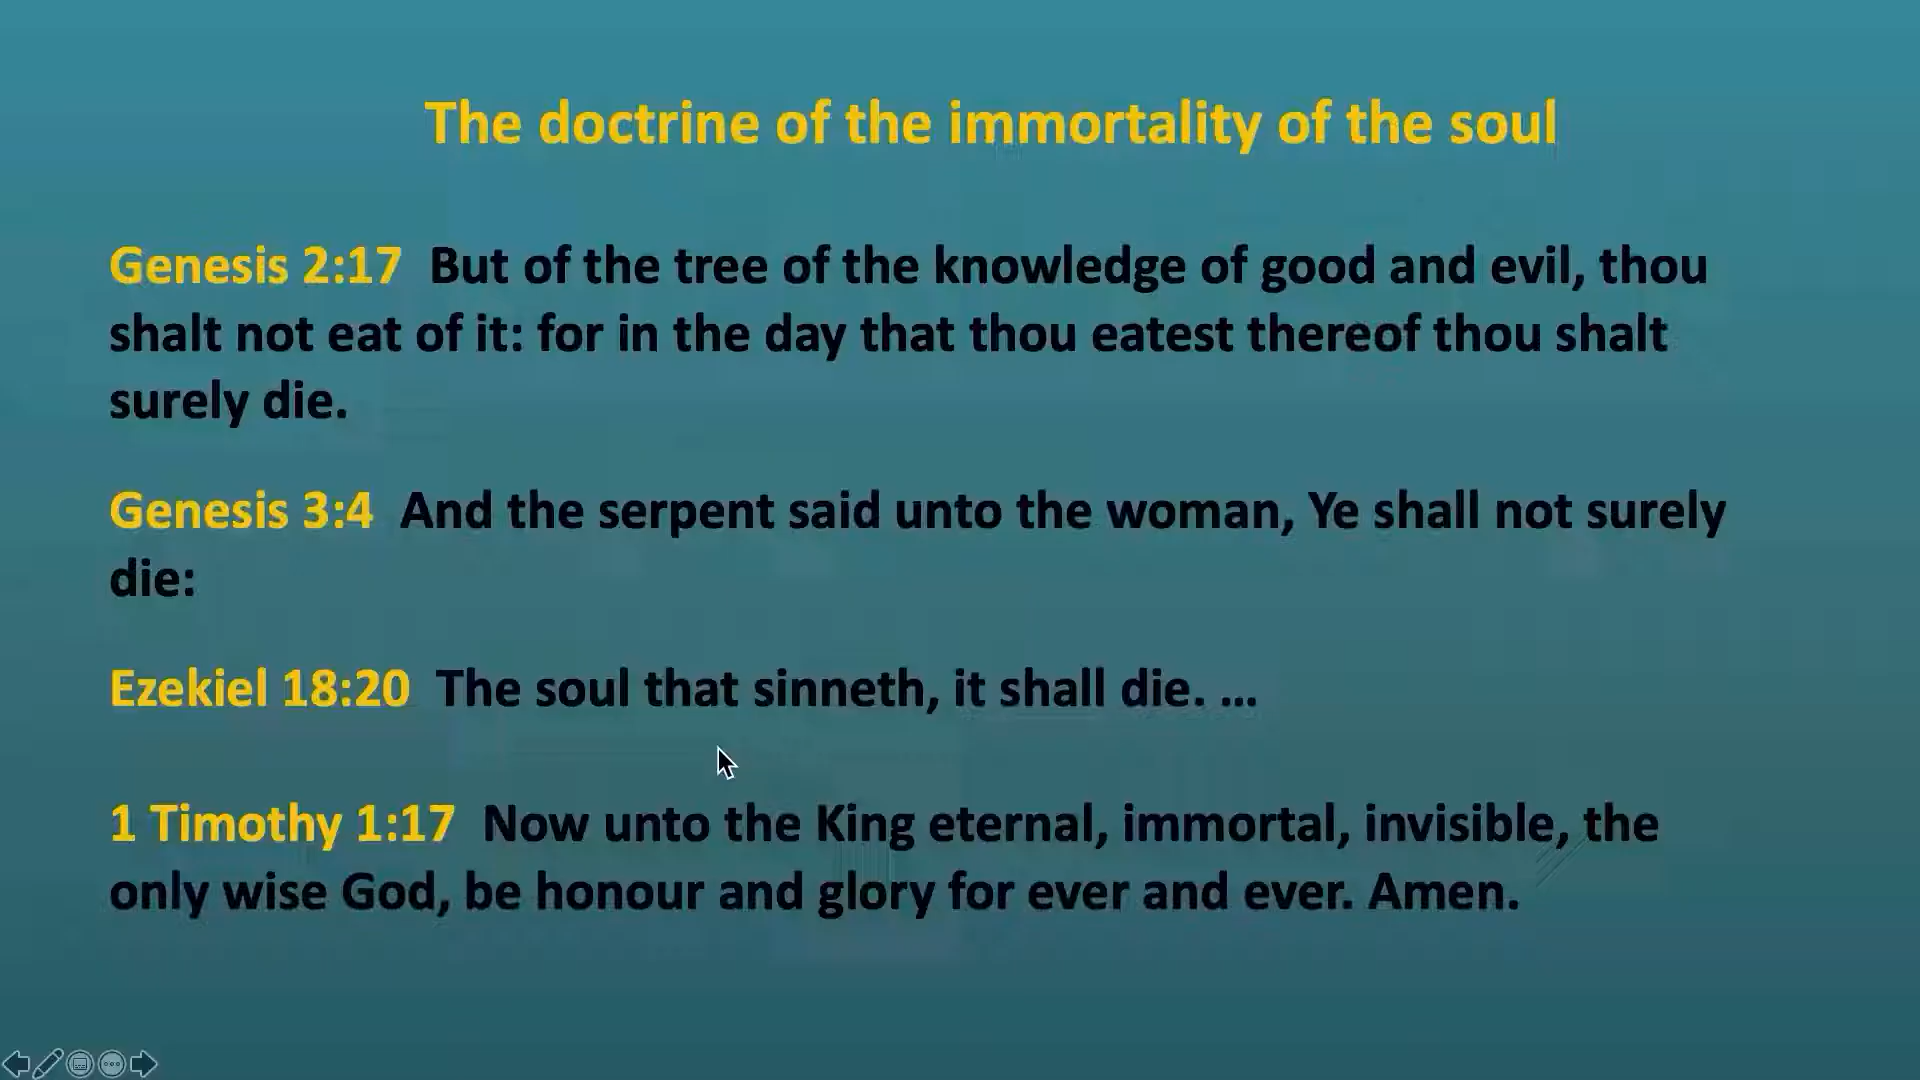 The doctrine of the immortality of the soul
Genesis 2:17 But of the tree of the knowledge of good and evil, thou
shalt not eat of it: for in the day that thou eatest thereof thou shalt
surely die.
Genesis 3:4 And the serpent said unto the woman, Ye shall not surely
die:
Ezekiel 18:20 The soul that sinneth, it shall die. ...
1 Timothy 1:17 Now unto the King eternal, immortal, invisible, the
only wise God, be honour and glory for ever and ever. Amen.